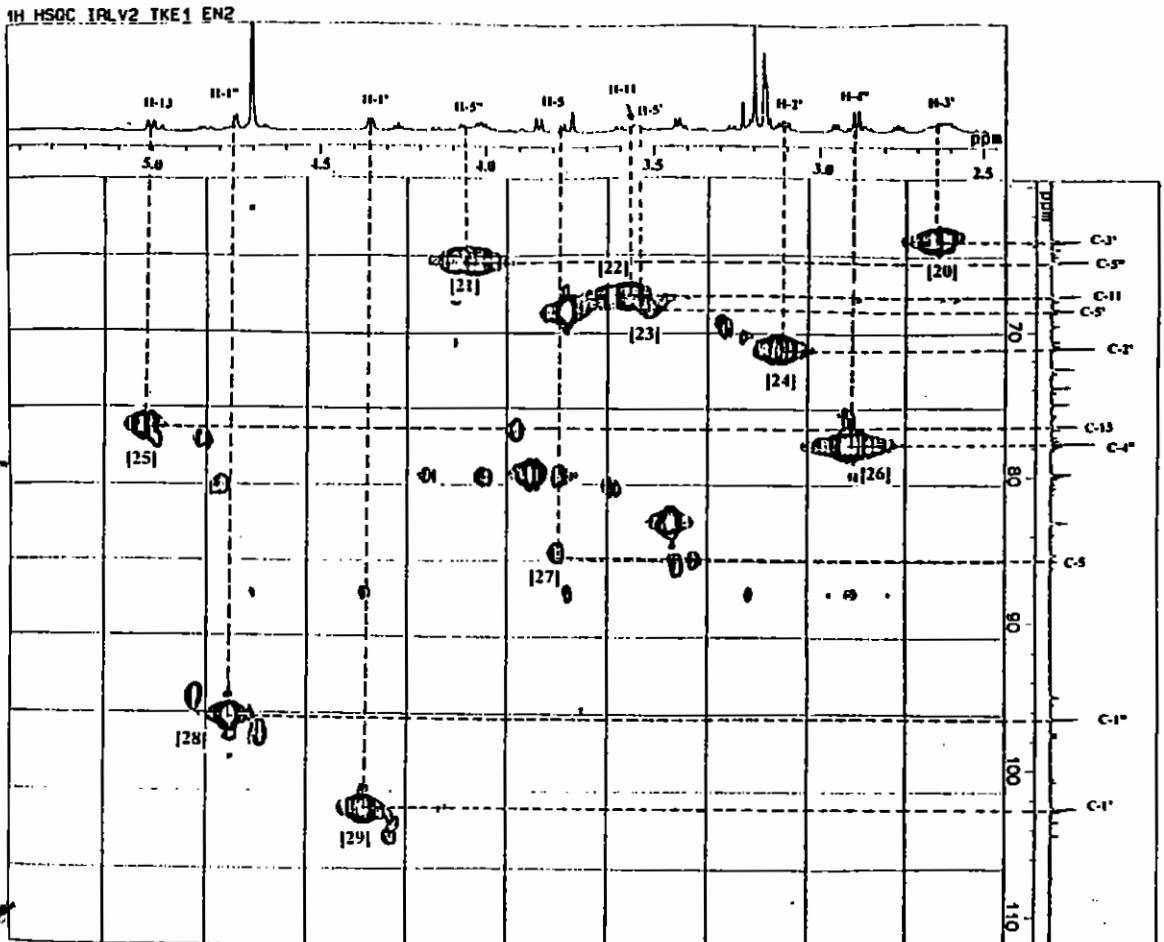 1H HSQC IRLV2 TKE1 EN2
H-13 H-1" H-1' H-5" H-5 H-11 H-5' H-2' H-4" H-3'
ppm
5.0 4.5 4.0 3.5 3.0 2.5
ppm
C-3'
[20]
C-5"
[21]
[22]
C-11
C-5'
[23]
70
C-2'
[24]
C-13
[25]
C-4"
[26]
80
C-5
[27]
90
C-1"
[28]
100
C-1'
[29]
110